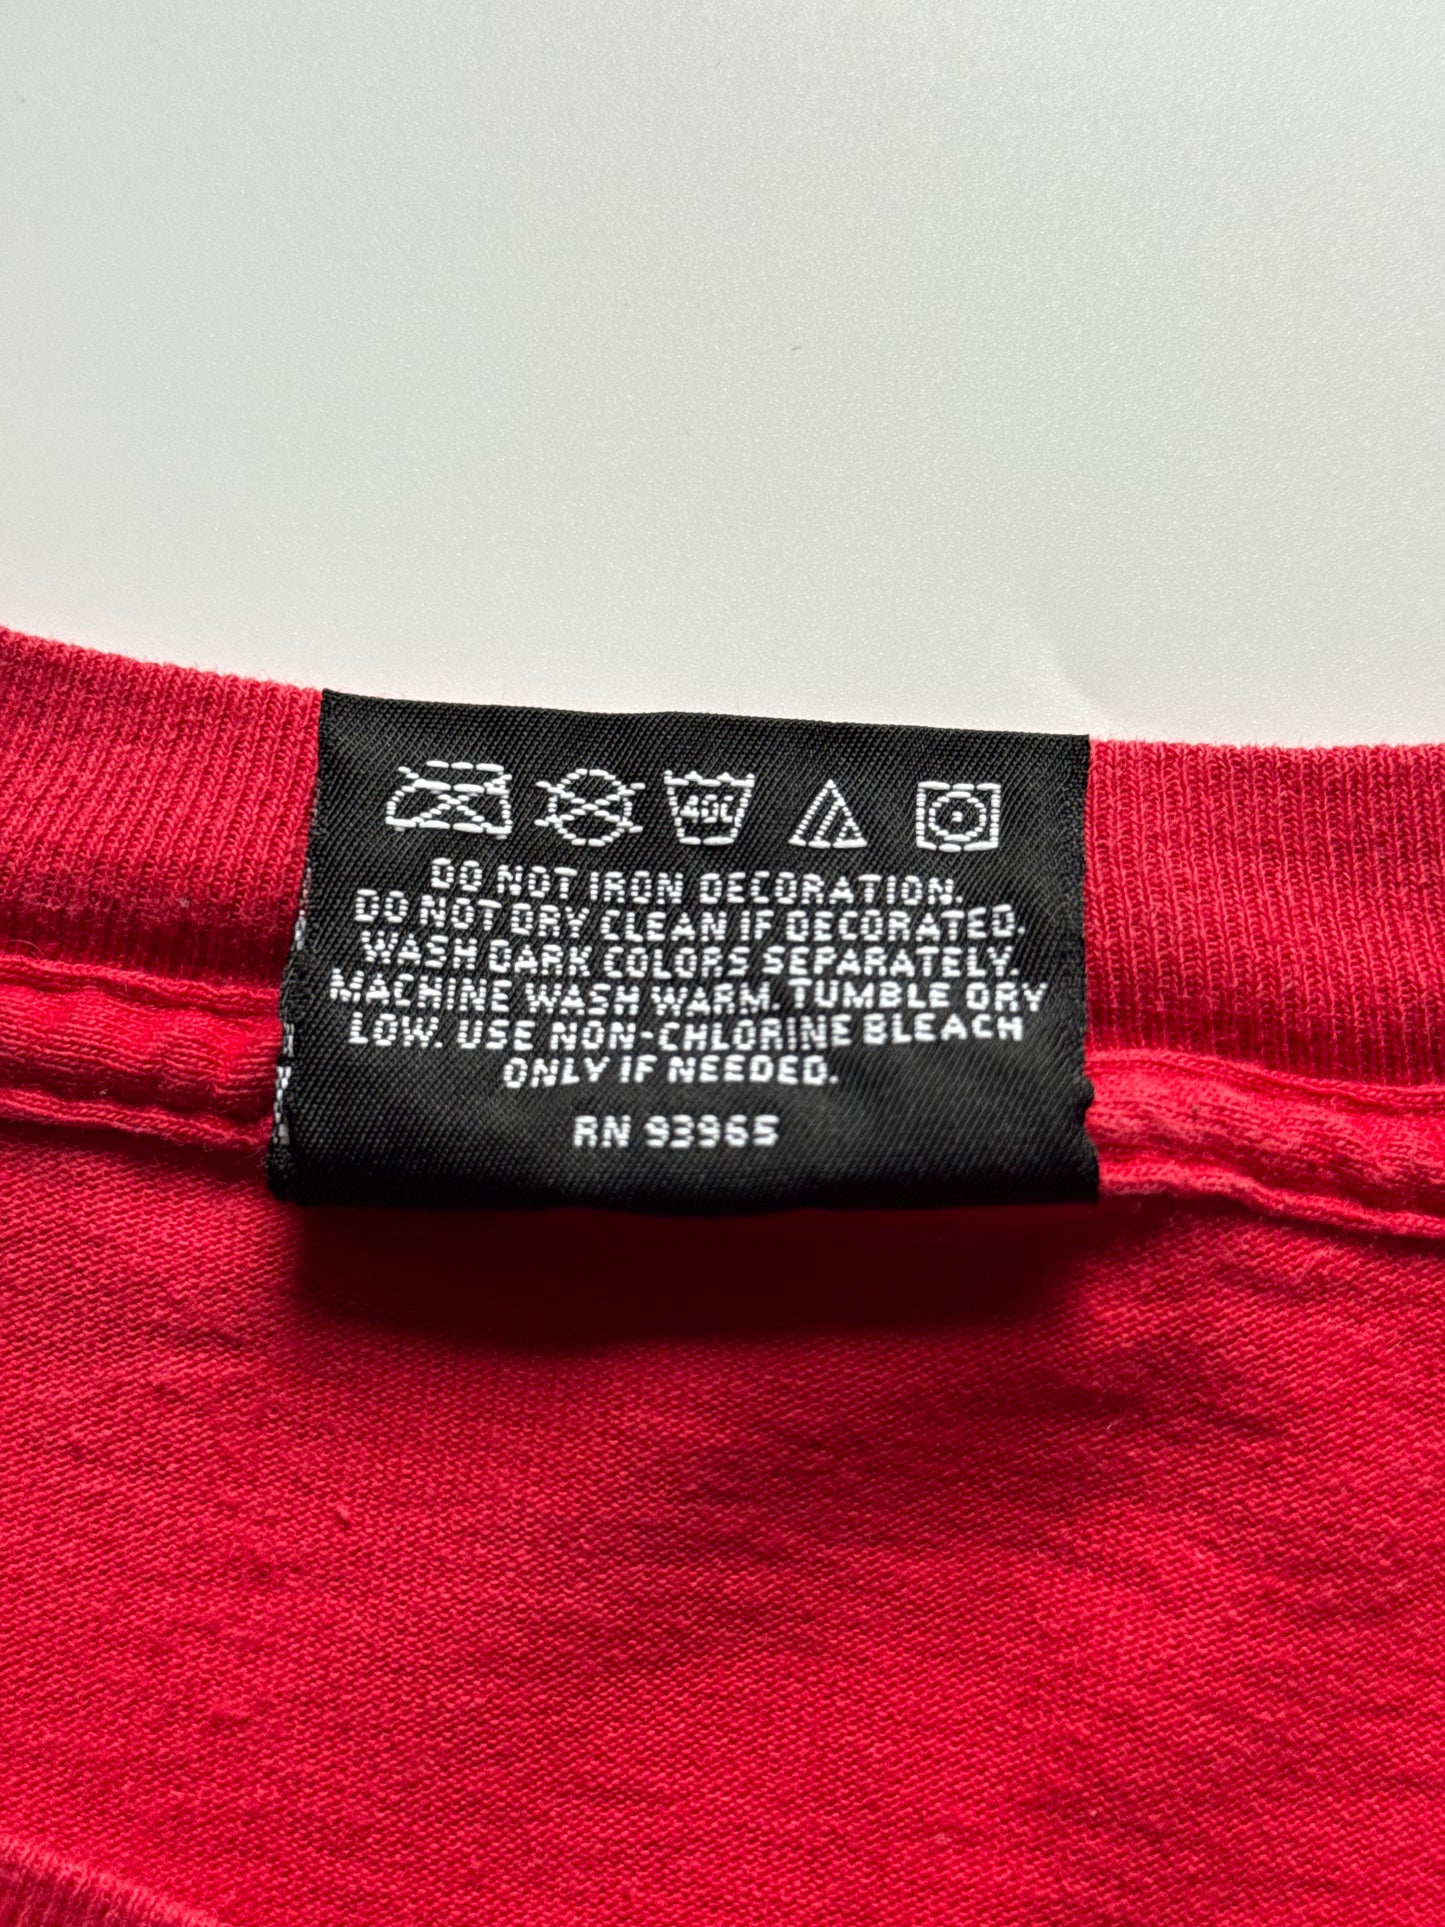 40C
DO NOT IRON DECORATION.
DO NOT DRY CLEAN IF DECORATED.
WASH DARK COLORS SEPARATELY.
MACHINE WASH WARM. TUMBLE DRY
LOW. USE NON-CHLORINE BLEACH
ONLY IF NEEDED.
RN 93965